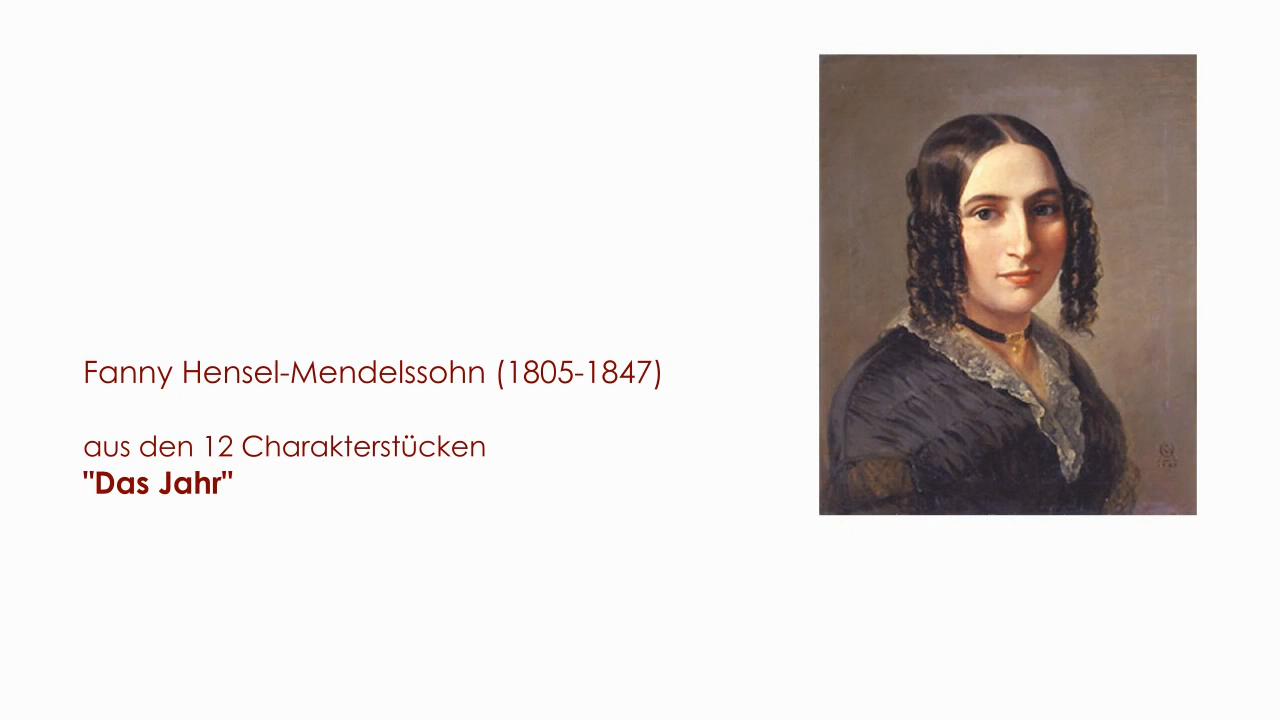 Fanny Hensel-Mendelssohn (1805-1847)
aus den 12 Charakterstücken
"Das Jahr"